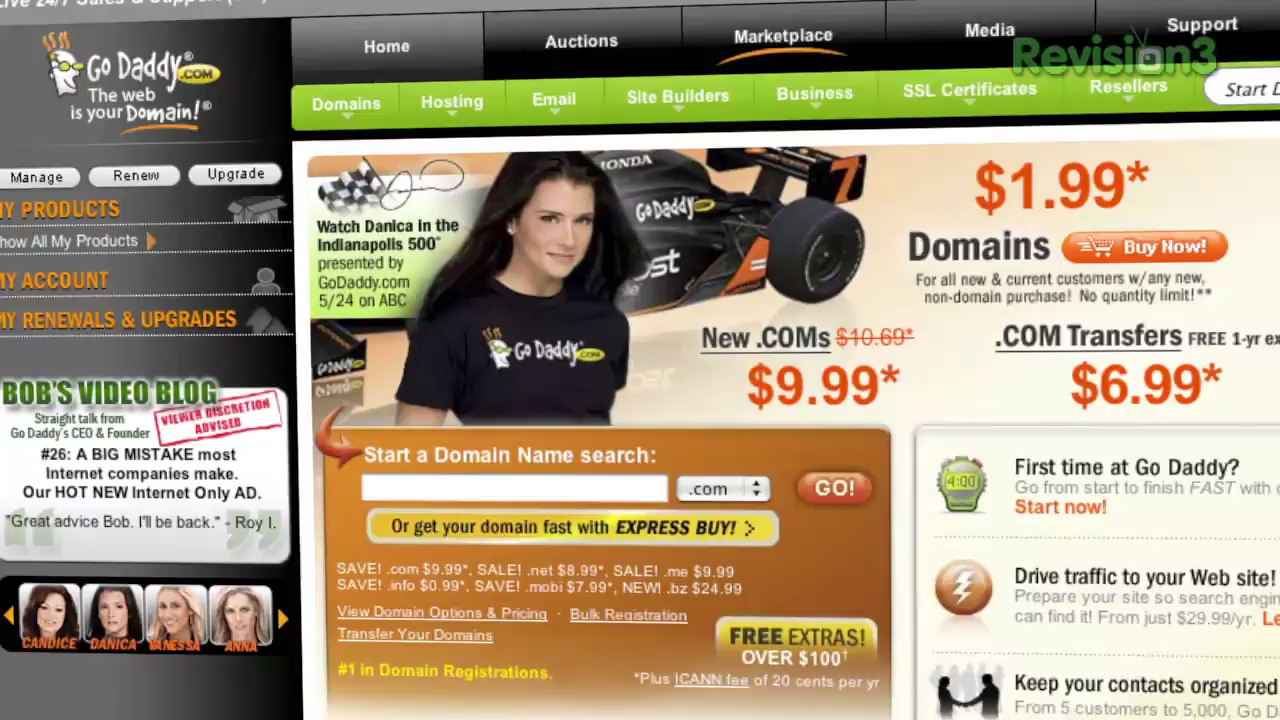 Live 24/7 Sales & Support
Go Daddy®.COM
The web
is your Domain!®
Home
Auctions
Marketplace
Media
Support
Revision3
Domains
Hosting
Email
Site Builders
Business
SSL Certificates
Resellers
Start
Manage
Renew
Upgrade
MY PRODUCTS
Show All My Products
MY ACCOUNT
MY RENEWALS & UPGRADES
BOB'S VIDEO BLOG
Straight talk from
Go Daddy's CEO & Founder
VIEWER DISCRETION
ADVISED
#26: A BIG MISTAKE most
Internet companies make.
Our HOT NEW Internet Only AD.
"Great advice Bob. I'll be back." - Roy I.
CANDICE
DANICA
VANESSA
ANNA
Watch Danica in the
Indianapolis 500®
presented by
GoDaddy.com
5/24 on ABC
HONDA
7
Go Daddy.COM
ost
Go Daddy.COM
$1.99*
Domains
Buy Now!
For all new & current customers w/any new,
non-domain purchase! No quantity limit!**
New .COMs $10.69*
$9.99*
.COM Transfers FREE 1-yr
$6.99*
Start a Domain Name search:
.com
GO!
Or get your domain fast with EXPRESS BUY! >
SAVE! .com $9.99*, SALE! .net $8.99*, SALE! .me $9.99
SAVE! .info $0.99*, SAVE! .mobi $7.99*, NEW! .bz $24.99
View Domain Options & Pricing · Bulk Registration
Transfer Your Domains
FREE EXTRAS!
OVER $100†
#1 in Domain Registrations.
*Plus ICANN fee of 20 cents per yr
4:00
First time at Go Daddy?
Go from start to finish FAST with
Start now!
Drive traffic to your Web site!
Prepare your site so search
can find it! From just $29.99/yr.
Keep your contacts organized
From 5 customers to 5,000, Go